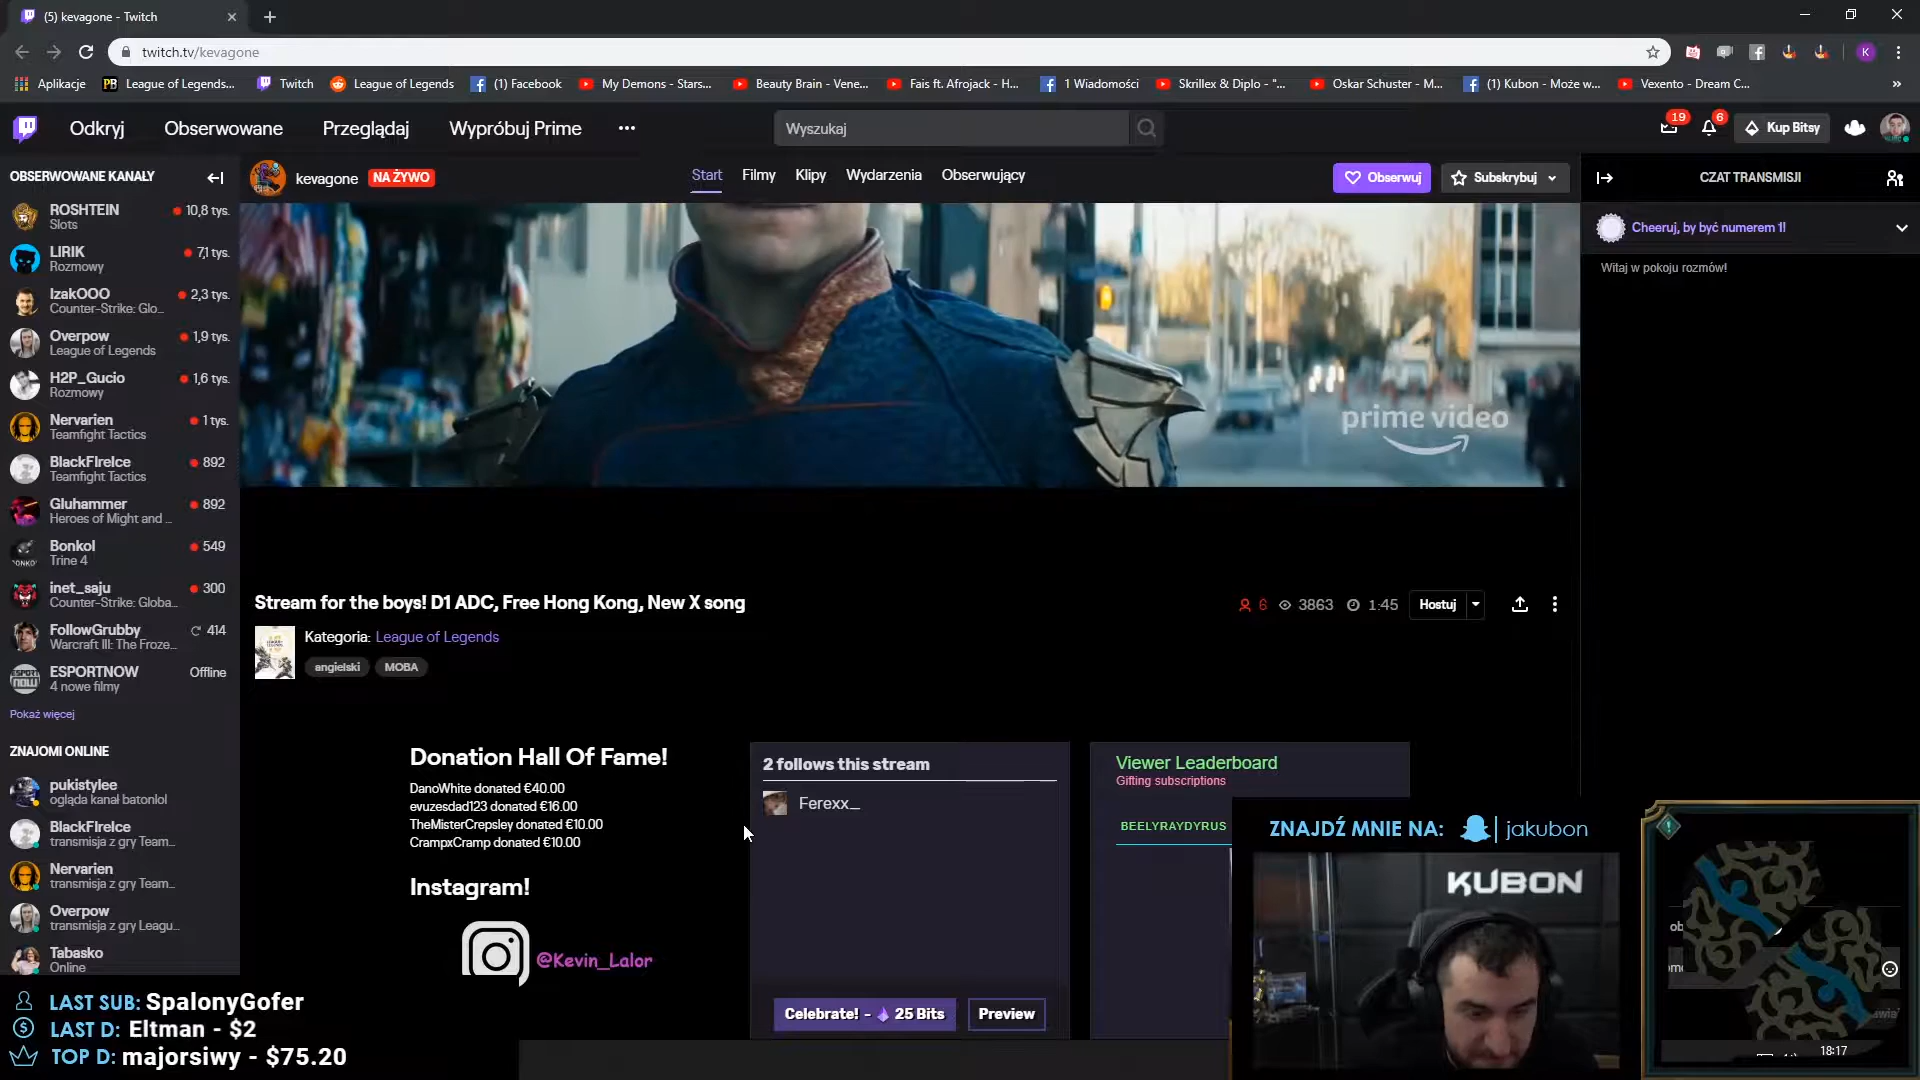 (5) kevagone - Twitch
twitch.tv/kevagone
K
Aplikacje
PB League of Legends...
Twitch
League of Legends
(1) Facebook
My Demons - Stars...
Beauty Brain - Vene...
Fais ft. Afrojack - H...
1 Wiadomości
Skrillex & Diplo - "...
Oskar Schuster - M...
(1) Kubon - Może w...
Vexento - Dream C...
»
Odkryj
Obserwowane
Przeglądaj
Wypróbuj Prime
Wyszukaj
19
6
Kup Bitsy
OBSERWOWANE KANAŁY
ROSHTEIN 10,8 tys.
Slots
LIRIK 7,1 tys.
Rozmowy
IzakOOO 2,3 tys.
Counter-Strike: Glo...
Overpow 1,9 tys.
League of Legends
H2P_Gucio 1,6 tys.
Rozmowy
Nervarien 1 tys.
Teamfight Tactics
BlackFIreIce 892
Teamfight Tactics
Gluhammer 892
Heroes of Might and ...
Bonkol 549
Trine 4
inet_saju 300
Counter-Strike: Globa...
FollowGrubby 414
Warcraft III: The Froze...
ESPORTNOW Offline
4 nowe filmy
Pokaż więcej
ZNAJOMI ONLINE
pukistylee
ogląda kanał batonlol
BlackFIreIce
transmisja z gry Team...
Nervarien
transmisja z gry Team...
Overpow
transmisja z gry Leagu...
Tabasko
Online
kevagone
NA ŻYWO
Start
Filmy
Klipy
Wydarzenia
Obserwujący
Obserwuj
Subskrybuj
prime video
Stream for the boys! D1 ADC, Free Hong Kong, New X song
6 3863 1:45
Hostuj
Kategoria: League of Legends
angielski
MOBA
Donation Hall Of Fame!
DanoWhite donated €40.00
evuzesdad123 donated €16.00
TheMisterCrepsley donated €10.00
CrampxCramp donated €10.00
Instagram!
@Kevin_Lalor
2 follows this stream
Ferexx_
Celebrate! - 25 Bits
Preview
Viewer Leaderboard
Gifting subscriptions
BEELYRAYDYRUS
CZAT TRANSMISJI
Cheeruj, by być numerem 1!
Witaj w pokoju rozmów!
ZNAJDŹ MNIE NA: jakubon
KUBON
18:17
LAST SUB: SpalonyGofer
LAST D: Eltman - $2
TOP D: majorsiwy - $75.20